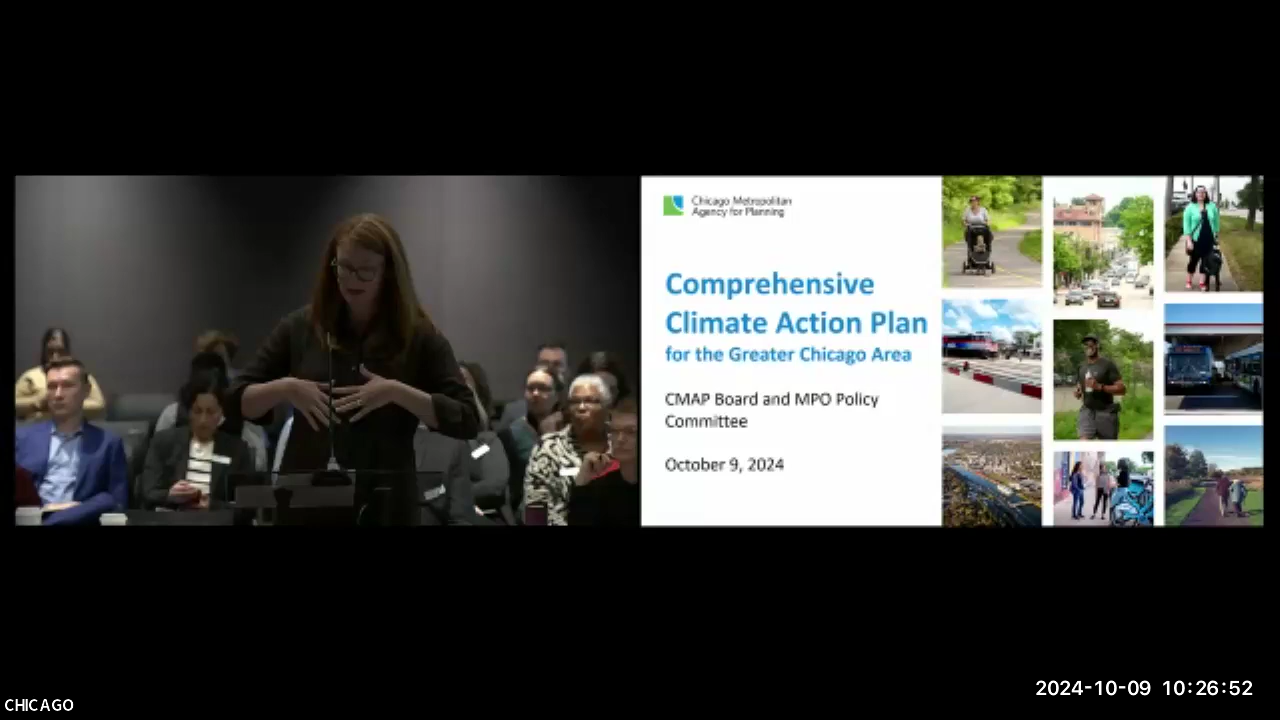 Chicago Metropolitan
Agency for Planning
Comprehensive
Climate Action Plan
for the Greater Chicago Area
CMAP Board and MPO Policy
Committee
October 9, 2024
2024-10-09 10:26:52
CHICAGO